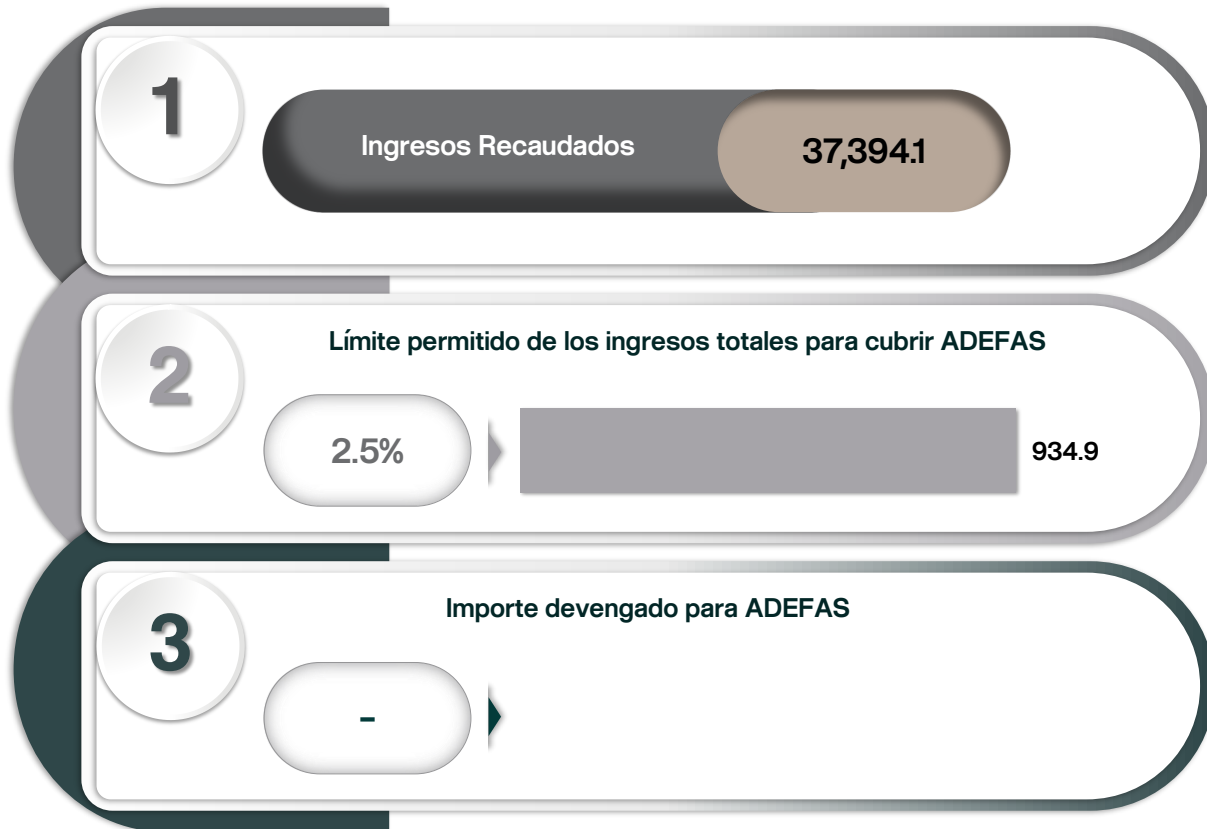 1
Ingresos Recaudados
37,394.1
2
Límite permitido de los ingresos totales para cubrir ADEFAS
2.5%
934.9
3
Importe devengado para ADEFAS
-